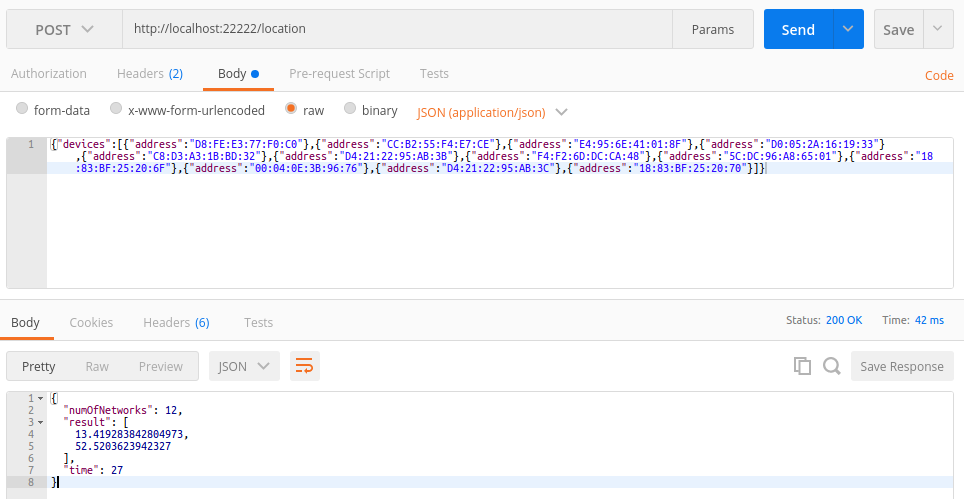 POST http://localhost:22222/location Params Send Save
Authorization Headers (2) Body Pre-request Script Tests Code
form-data x-www-form-urlencoded raw binary JSON (application/json)
1 {"devices":[{"address":"D8:FE:E3:77:F0:C0"},{"address":"CC:B2:55:F4:E7:CE"},{"address":"E4:95:6E:41:01:8F"},{"address":"D0:05:2A:16:19:33"}
,{"address":"C8:D3:A3:1B:BD:32"},{"address":"D4:21:22:95:AB:3B"},{"address":"F4:F2:6D:DC:CA:48"},{"address":"5C:DC:96:A8:65:01"},{"address":"18
:83:BF:25:20:6F"},{"address":"00:04:0E:3B:96:76"},{"address":"D4:21:22:95:AB:3C"},{"address":"18:83:BF:25:20:70"}]}
Body Cookies Headers (6) Tests Status: 200 OK Time: 42 ms
Pretty Raw Preview JSON Save Response
1 {
2 "numOfNetworks": 12,
3 "result": [
4 13.419283842804973,
5 52.5203623942327
6 ],
7 "time": 27
8 }